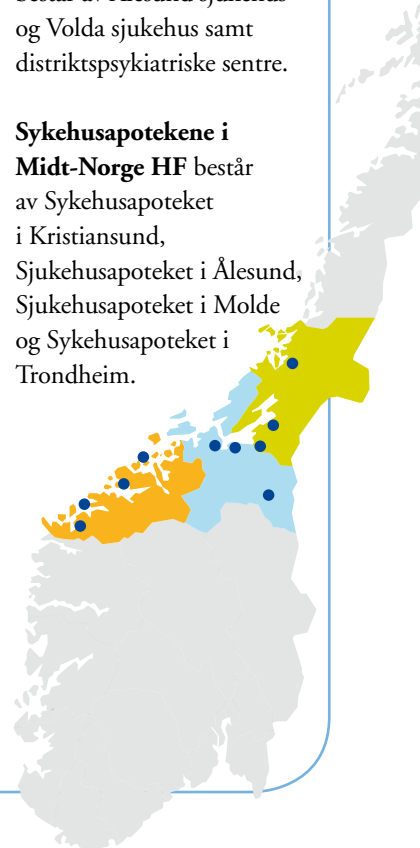 og Volda sjukehus samt
distriktspsykiatriske sentre.
Sykehusapotekene i
Midt-Norge HF består
av Sykehusapoteket
i Kristiansund,
Sjukehusapoteket i Ålesund,
Sjukehusapoteket i Molde
og Sykehusapoteket i
Trondheim.